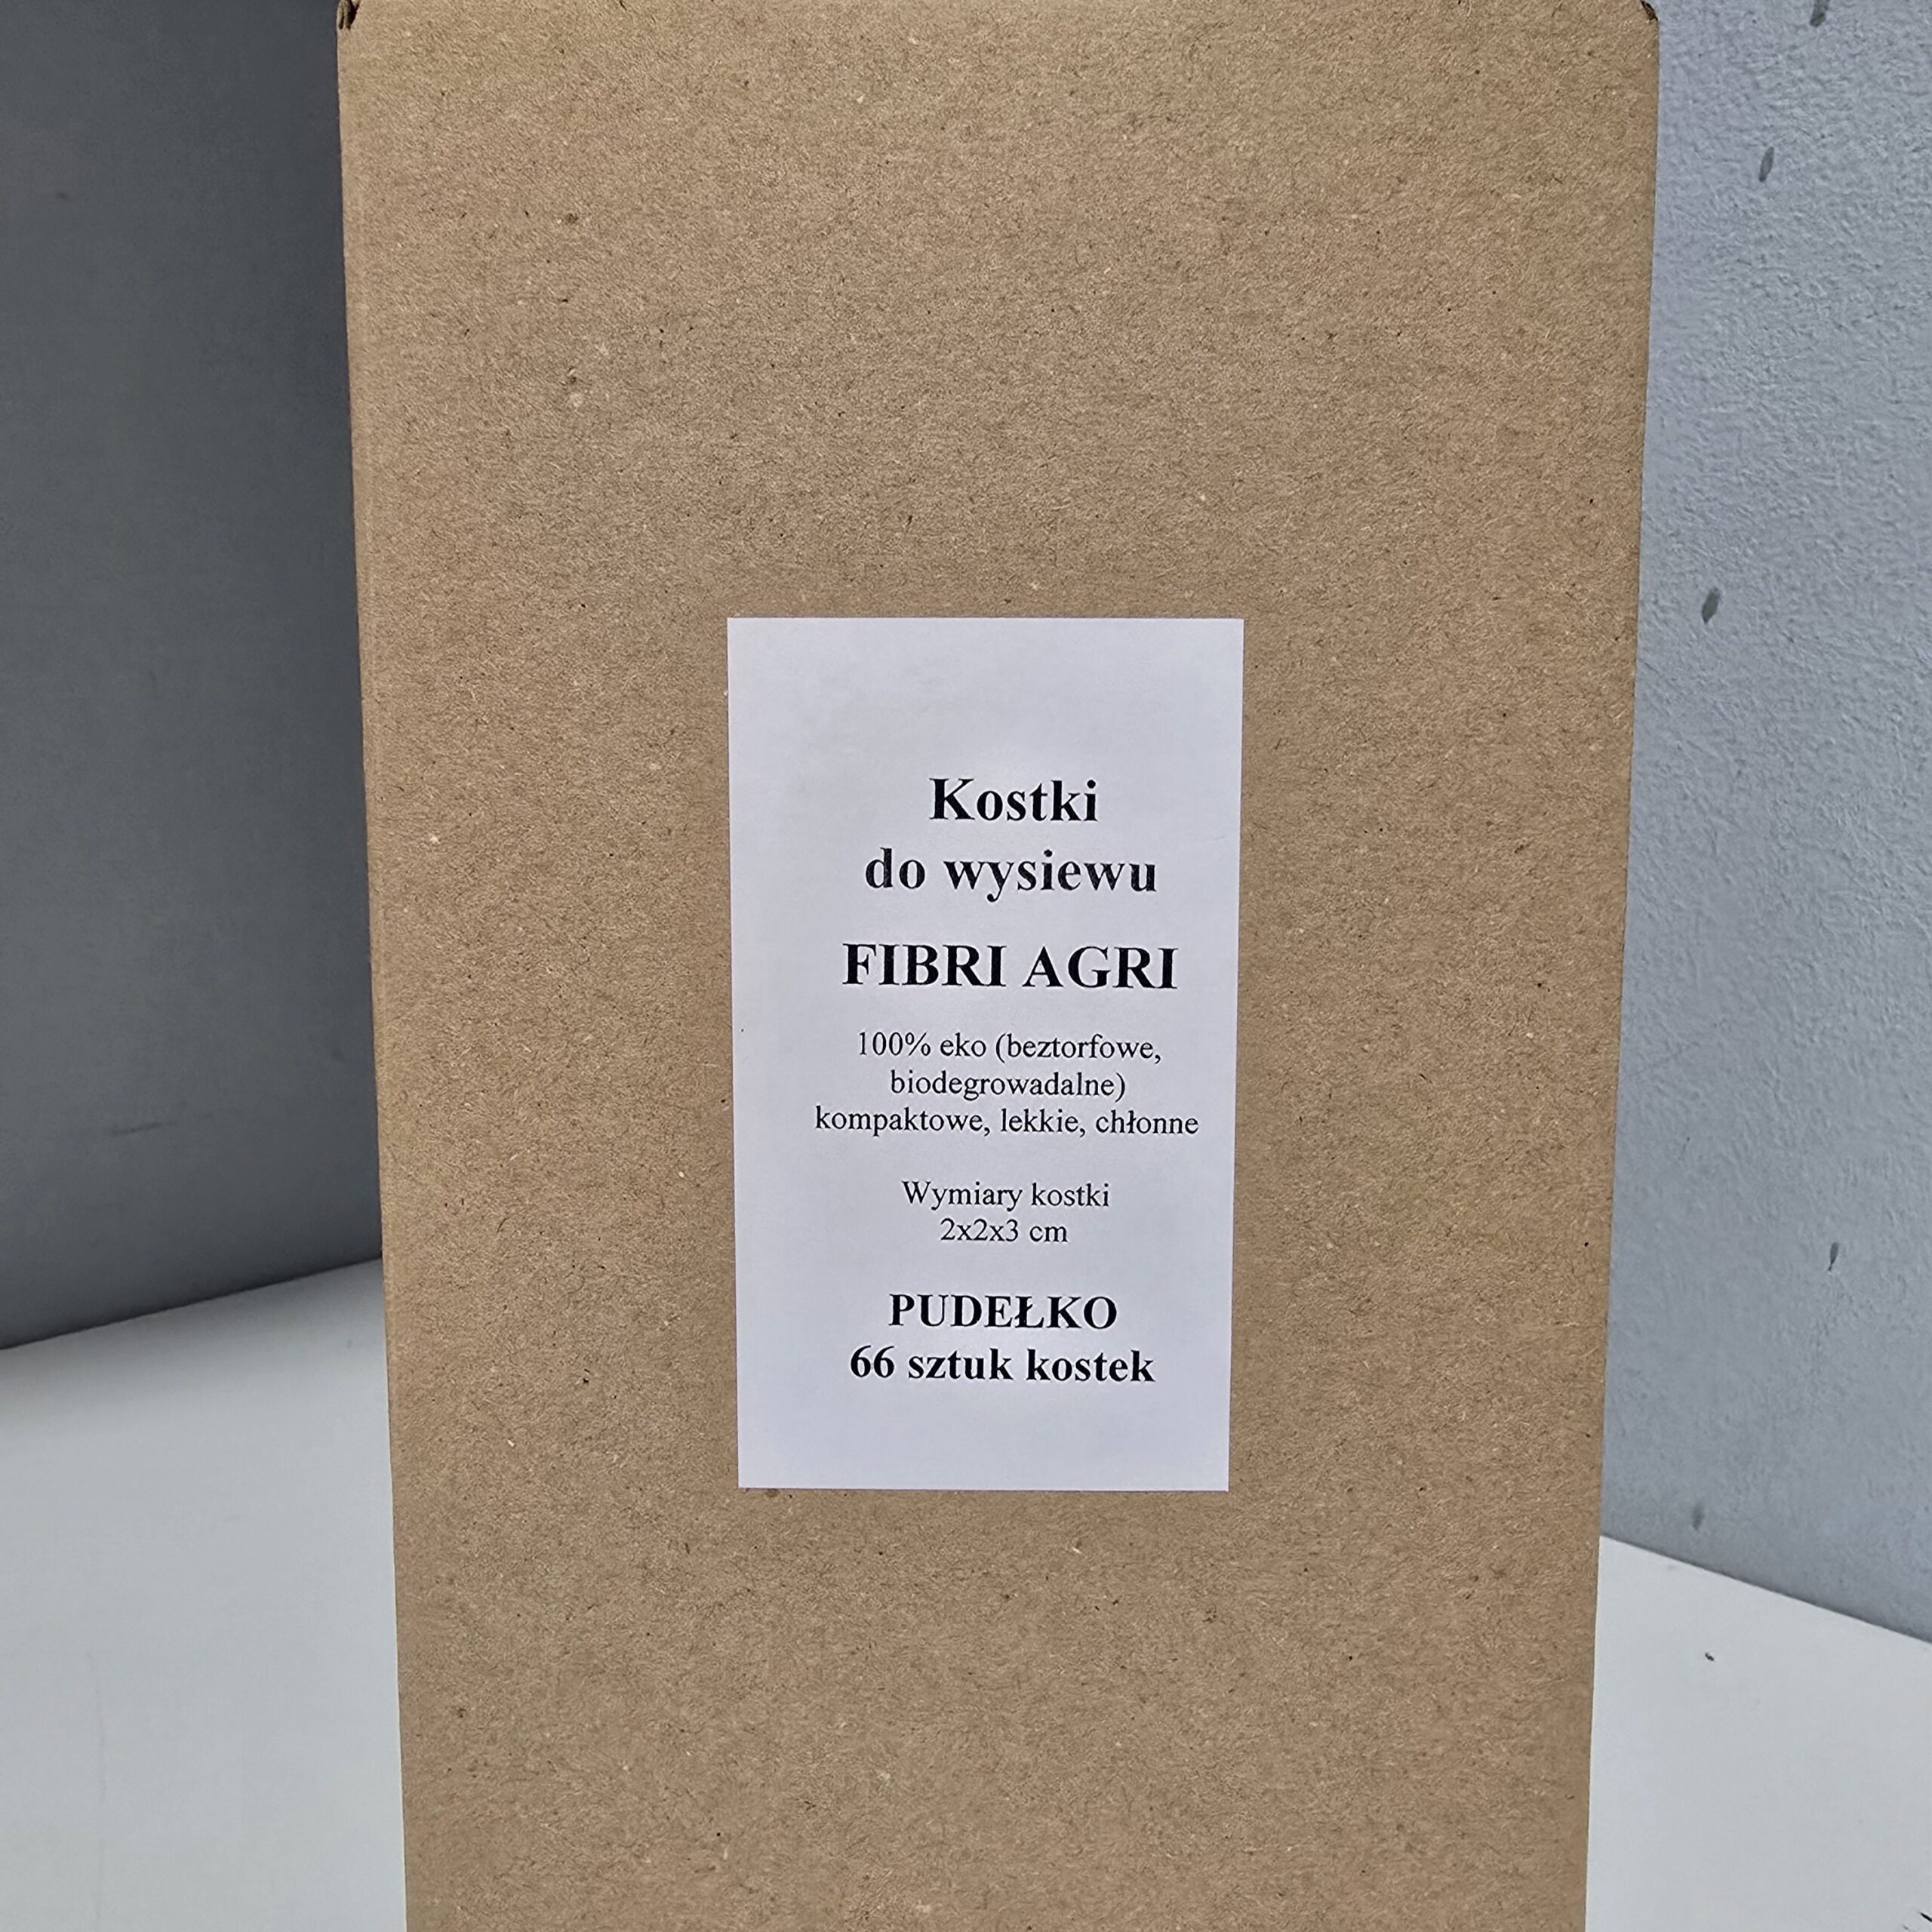 Kostki
do wysiewu
FIBRI AGRI
100% eko (beztorfowe,
biodegrowadalne)
kompaktowe, lekkie, chłonne
Wymiary kostki
2x2x3 cm
PUDEŁKO
66 sztuk kostek